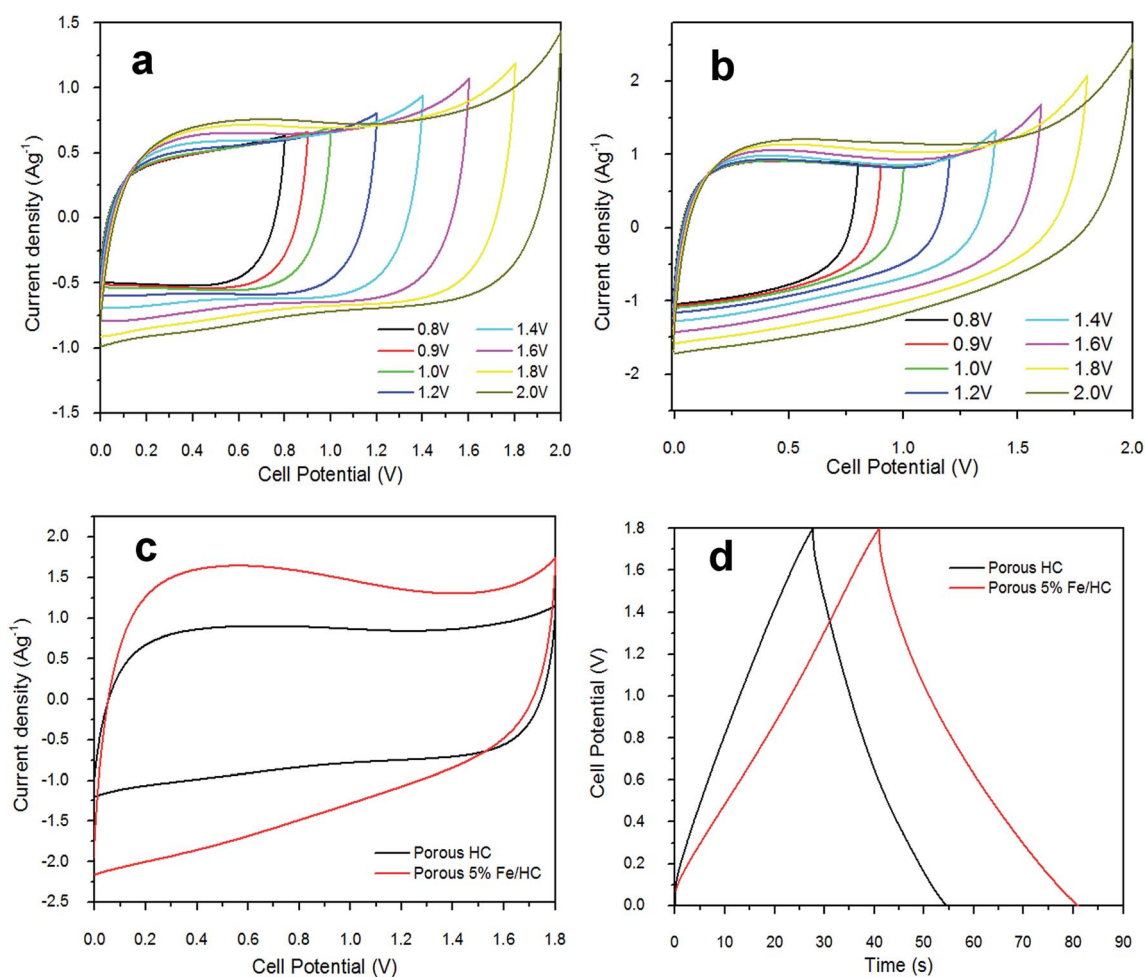 a
1.5
1.0
0.5
0.0
-0.5
-1.0
-1.5
Current density (Ag⁻¹)
0.8V 1.4V
0.9V 1.6V
1.0V 1.8V
1.2V 2.0V
0.0 0.2 0.4 0.6 0.8 1.0 1.2 1.4 1.6 1.8 2.0
Cell Potential (V)
b
2
1
0
-1
-2
Current density (Ag⁻¹)
0.8V 1.4V
0.9V 1.6V
1.0V 1.8V
1.2V 2.0V
0.0 0.5 1.0 1.5 2.0
Cell Potential (V)
c
2.0
1.5
1.0
0.5
0.0
-0.5
-1.0
-1.5
-2.0
-2.5
Current density (Ag⁻¹)
Porous HC
Porous 5% Fe/HC
0.0 0.2 0.4 0.6 0.8 1.0 1.2 1.4 1.6 1.8
Cell Potential (V)
d
1.8
1.6
1.4
1.2
1.0
0.8
0.6
0.4
0.2
0.0
Cell Potential (V)
Porous HC
Porous 5% Fe/HC
0 10 20 30 40 50 60 70 80 90
Time (s)